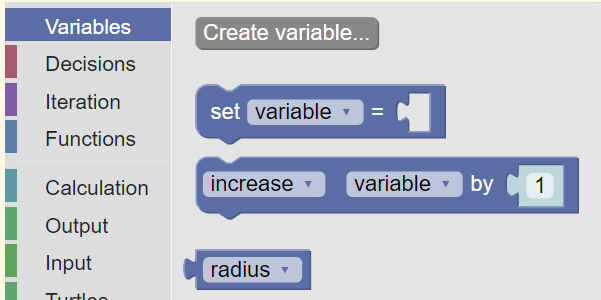 Variables
Decisions
Iteration
Functions
Calculation
Output
Input
Turtles
Create variable...
set variable =
increase variable by 1
radius